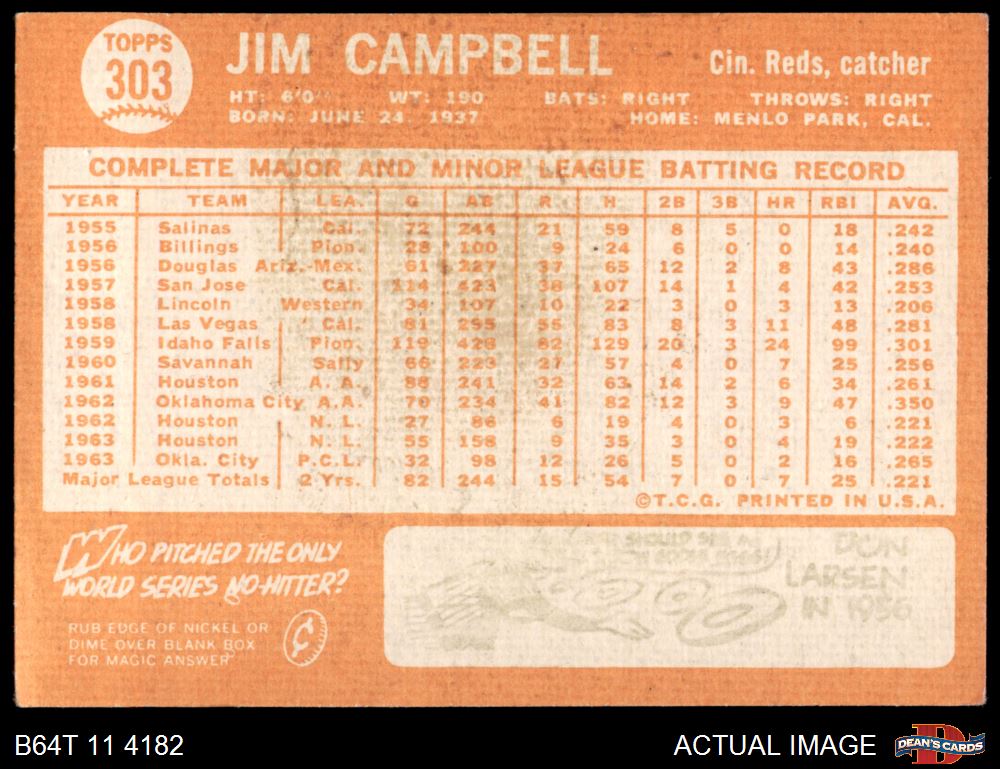 TOPPS
303
JIM CAMPBELL
Cin. Reds, catcher
HT: 6'0" WT: 190 BATS: RIGHT THROWS: RIGHT
BORN: JUNE 24, 1937 HOME: MENLO PARK, CAL.
COMPLETE MAJOR AND MINOR LEAGUE BATTING RECORD
YEAR TEAM LEA. G AB R H 2B 3B HR RBI AVG.
1955 Salinas Cal. 72 244 21 59 8 5 0 18 .242
1956 Billings Pion. 28 100 9 24 6 0 0 14 .240
1956 Douglas Ariz.-Mex. 61 227 37 65 12 2 8 43 .286
1957 San Jose Cal. 114 423 38 107 14 1 4 42 .253
1958 Lincoln Western 34 107 10 22 3 0 3 13 .206
1958 Las Vegas Cal. 81 295 55 83 8 3 11 48 .281
1959 Idaho Falls Pion. 119 428 82 129 20 3 24 99 .301
1960 Savannah Sally 66 223 27 57 4 0 7 25 .256
1961 Houston A. A. 88 241 32 63 14 2 6 34 .261
1962 Oklahoma City A.A. 70 234 41 82 12 3 9 47 .350
1962 Houston N. L. 27 86 6 19 4 0 3 6 .221
1963 Houston N. L. 55 158 9 35 3 0 4 19 .222
1963 Okla. City P.C.L. 32 98 12 26 5 0 2 16 .265
Major League Totals 2 Yrs. 82 244 15 54 7 0 7 25 .221
©T.C.G. PRINTED IN U.S.A.
WHO PITCHED THE ONLY
WORLD SERIES NO-HITTER?
RUB EDGE OF NICKEL OR
DIME OVER BLANK BOX
FOR MAGIC ANSWER
¢
DON
LARSEN
IN 1956
0000
B64T 11 4182
ACTUAL IMAGE
DEAN'S CARDS